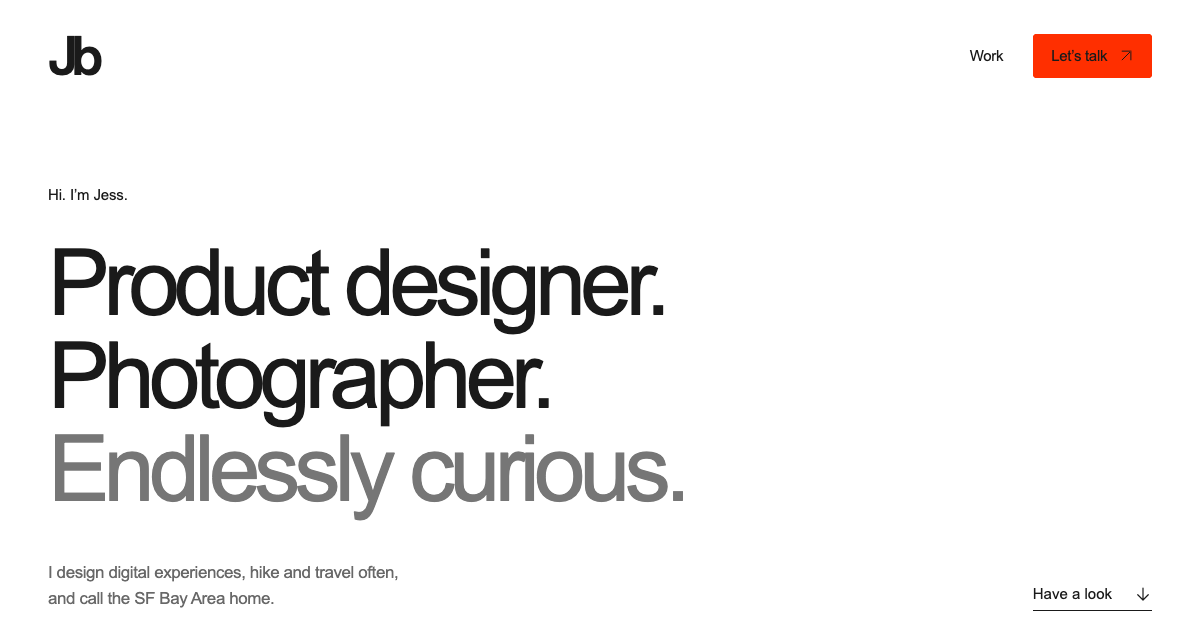 Jb
Work
Let’s talk
Hi. I’m Jess.
Product designer.
Photographer.
Endlessly curious.
I design digital experiences, hike and travel often,
and call the SF Bay Area home.
Have a look